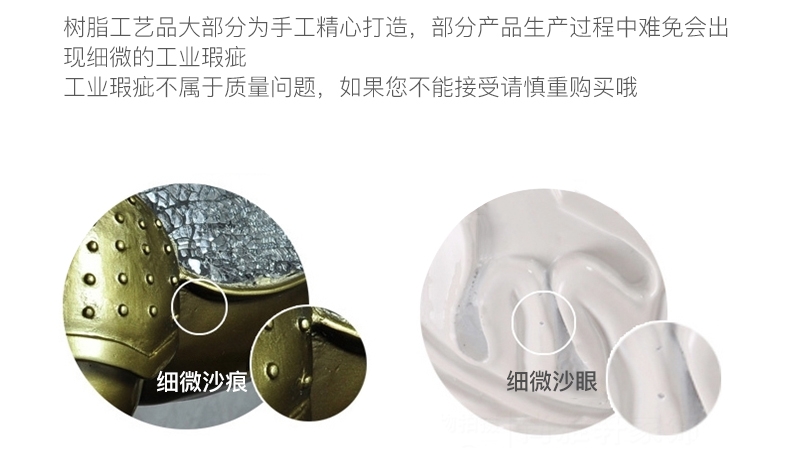 树脂工艺品大部分为手工精心打造，部分产品生产过程中难免会出
现细微的工业瑕疵
工业瑕疵不属于质量问题，如果您不能接受请慎重购买哦
细微沙痕
细微沙眼